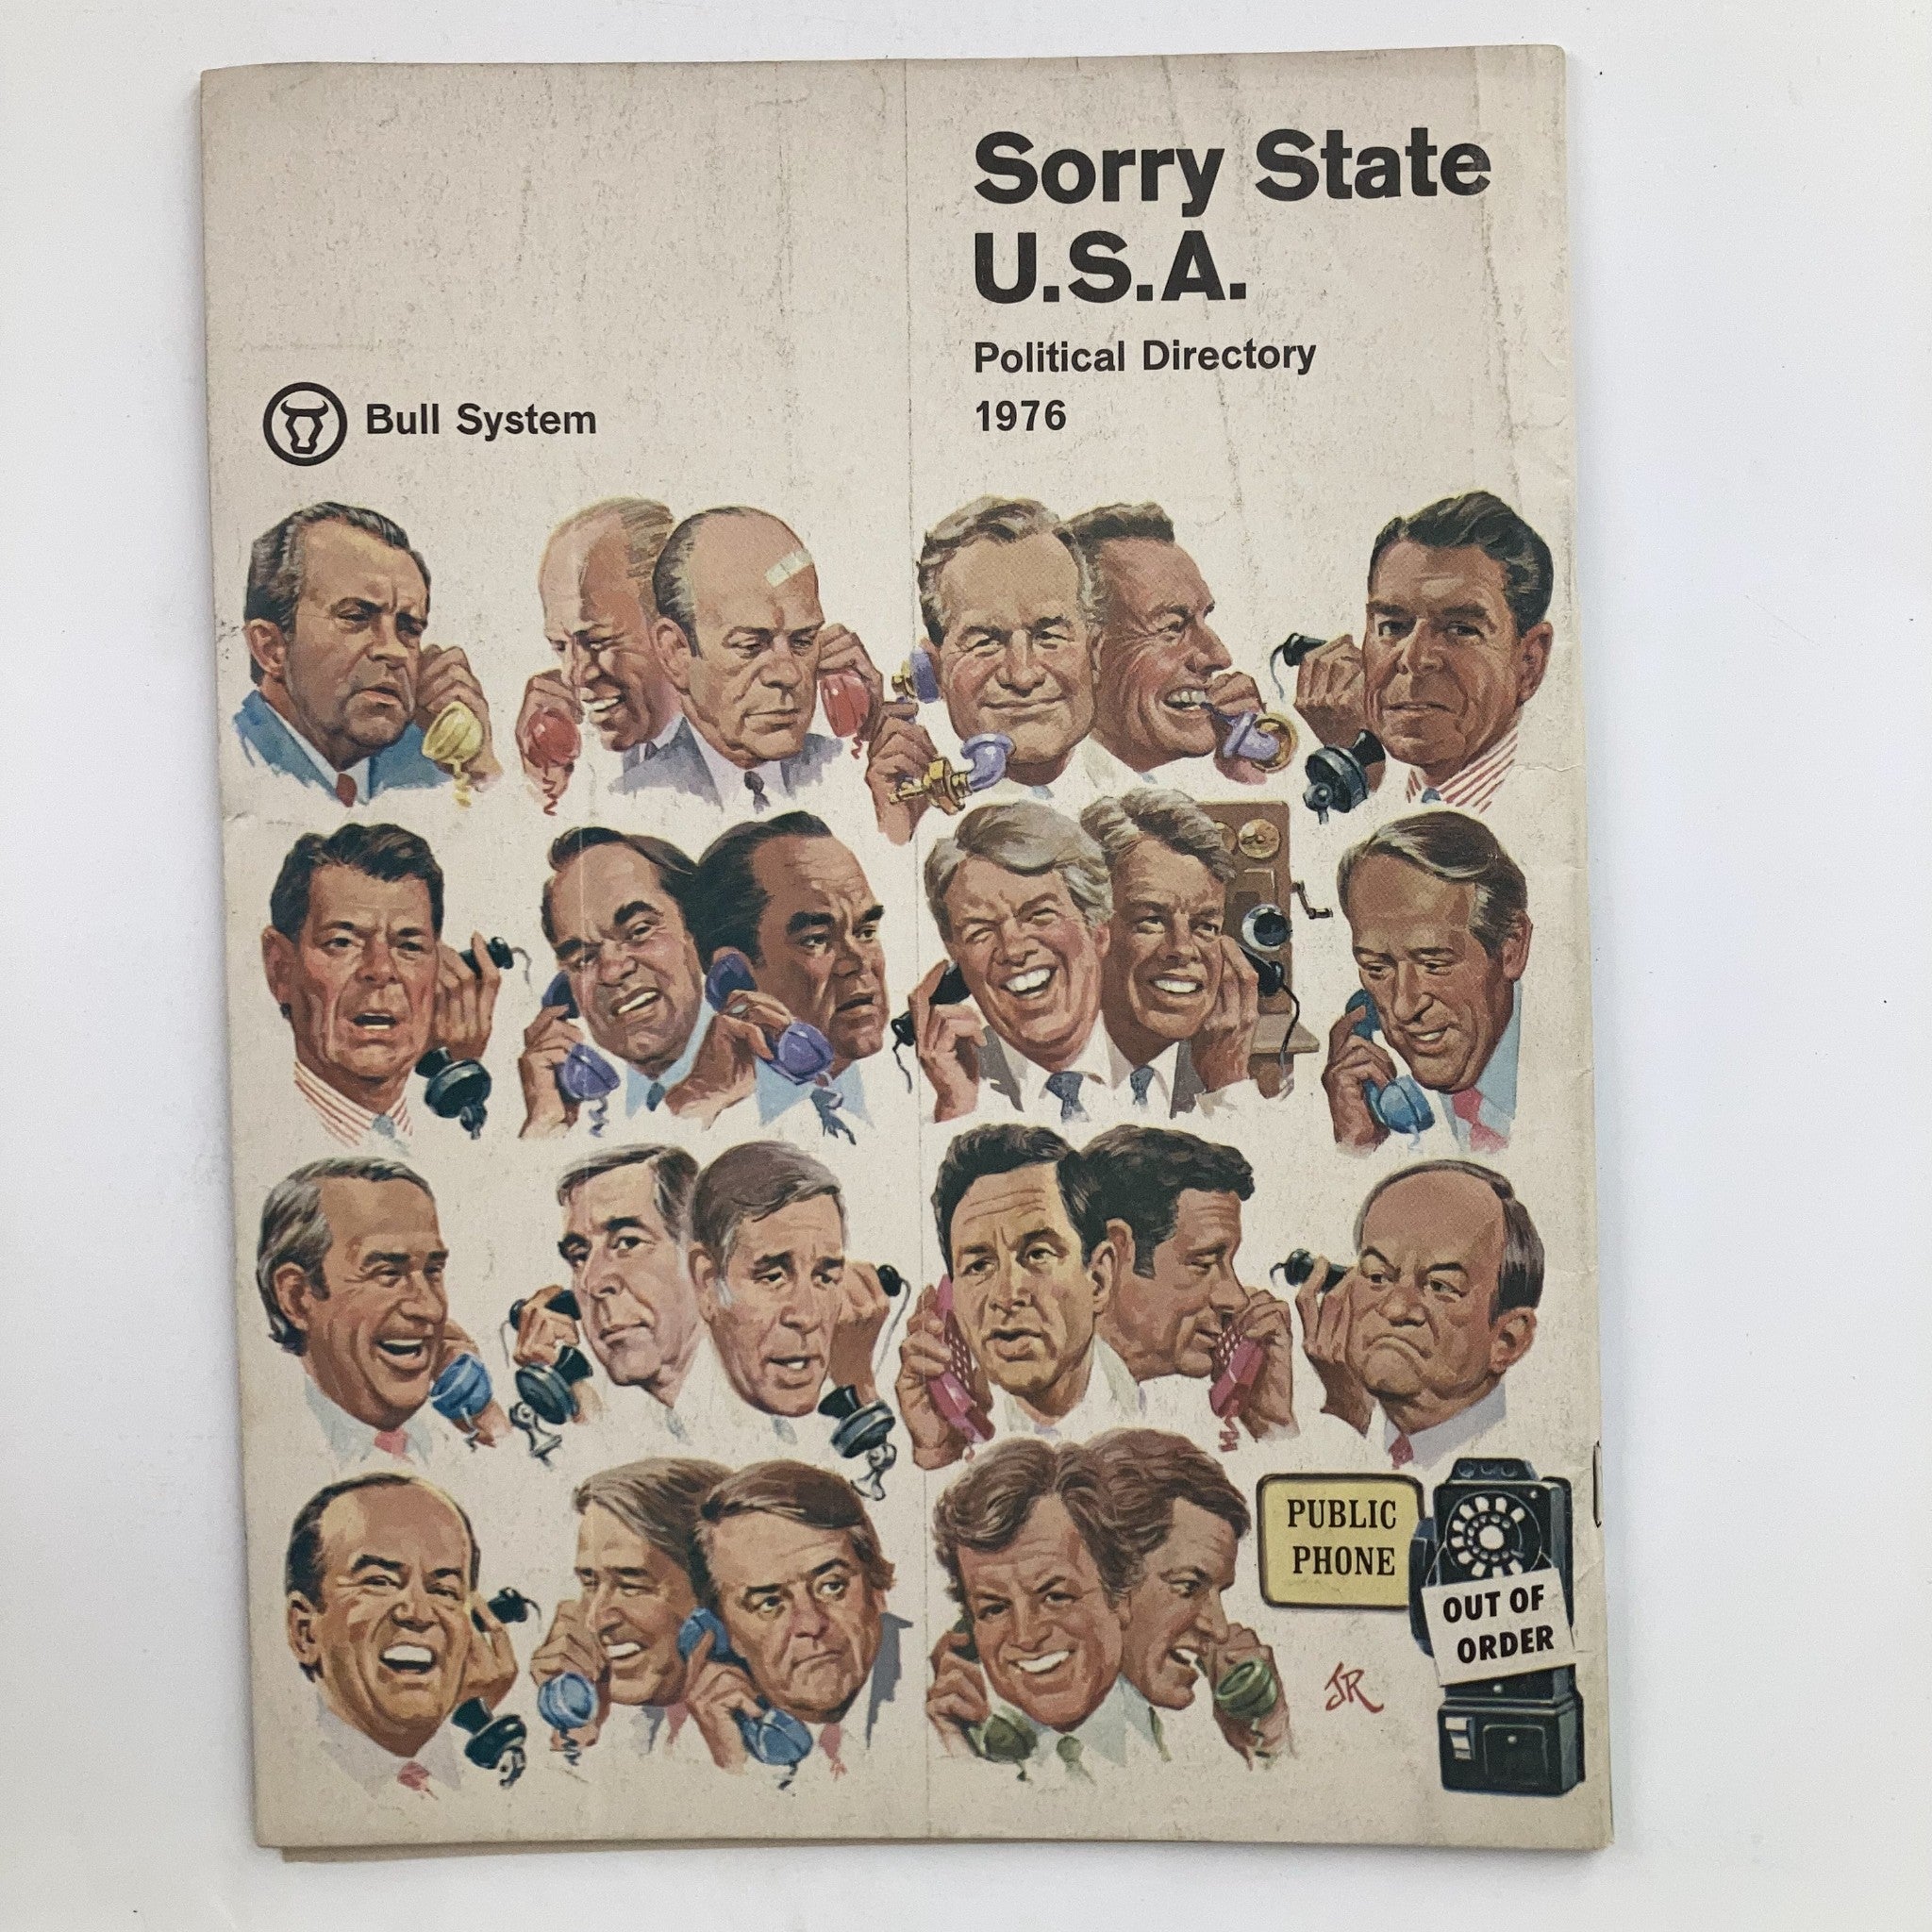 Sorry State
U.S.A.
Political Directory
1976
Bull System
PUBLIC
PHONE
OUT OF
ORDER
JR